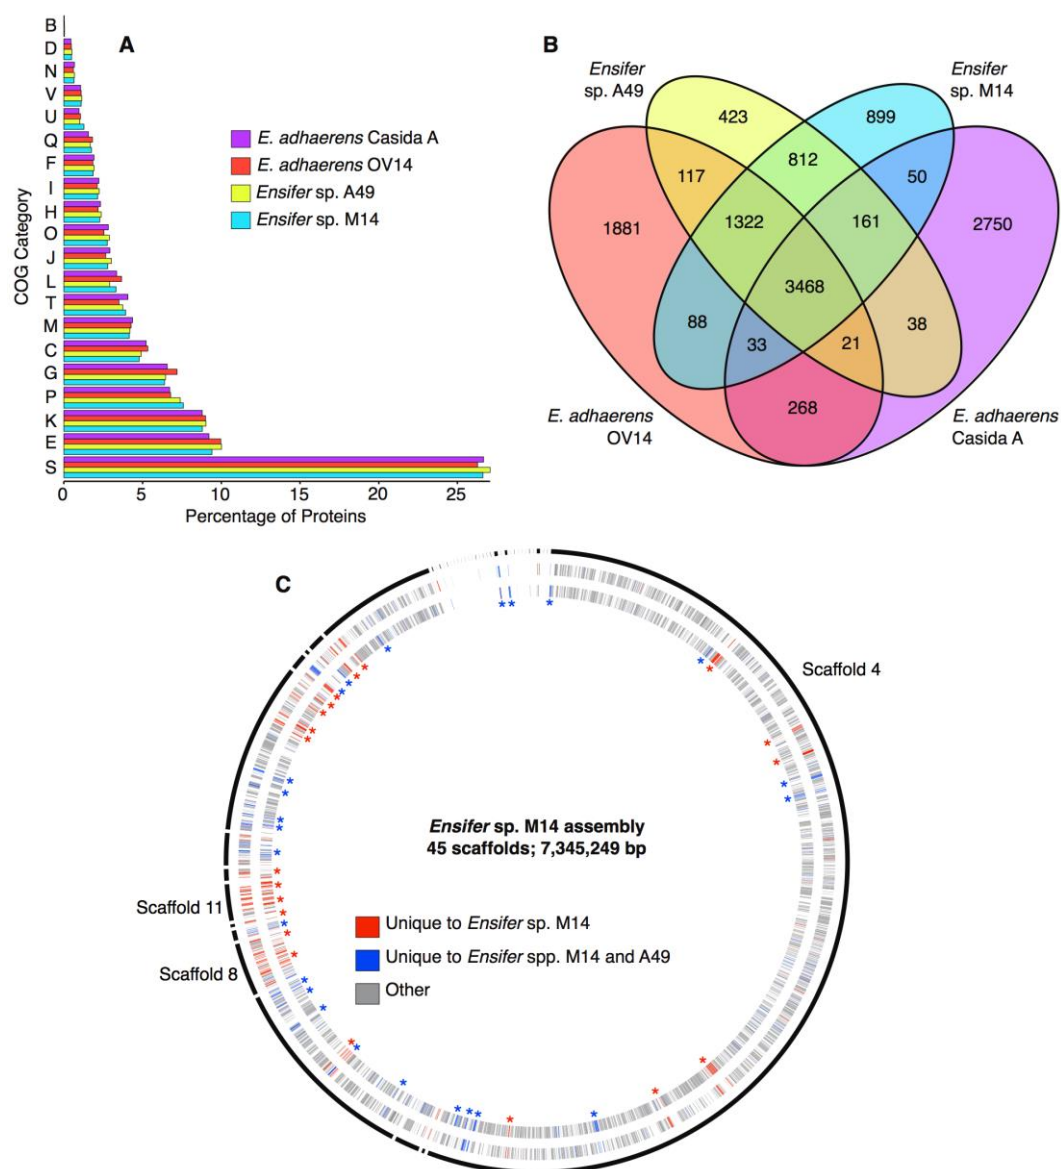 A
B
D
N
V
U
Q
F
I
H
O
J
L
T
M
C
G
P
K
E
S
COG Category
0 5 10 15 20 25
Percentage of Proteins
E. adhaerens Casida A
E. adhaerens OV14
Ensifer sp. A49
Ensifer sp. M14
B
Ensifer
sp. A49
Ensifer
sp. M14
423
899
117
812
50
1881
1322
161
2750
3468
88
33
21
38
268
E. adhaerens
OV14
E. adhaerens
Casida A
C
Scaffold 4
Ensifer sp. M14 assembly
45 scaffolds; 7,345,249 bp
Scaffold 11
Scaffold 8
Unique to Ensifer sp. M14
Unique to Ensifer spp. M14 and A49
Other